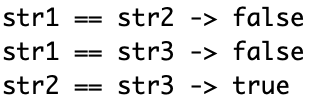 str1 == str2 -> false
str1 == str3 -> false
str2 == str3 -> true